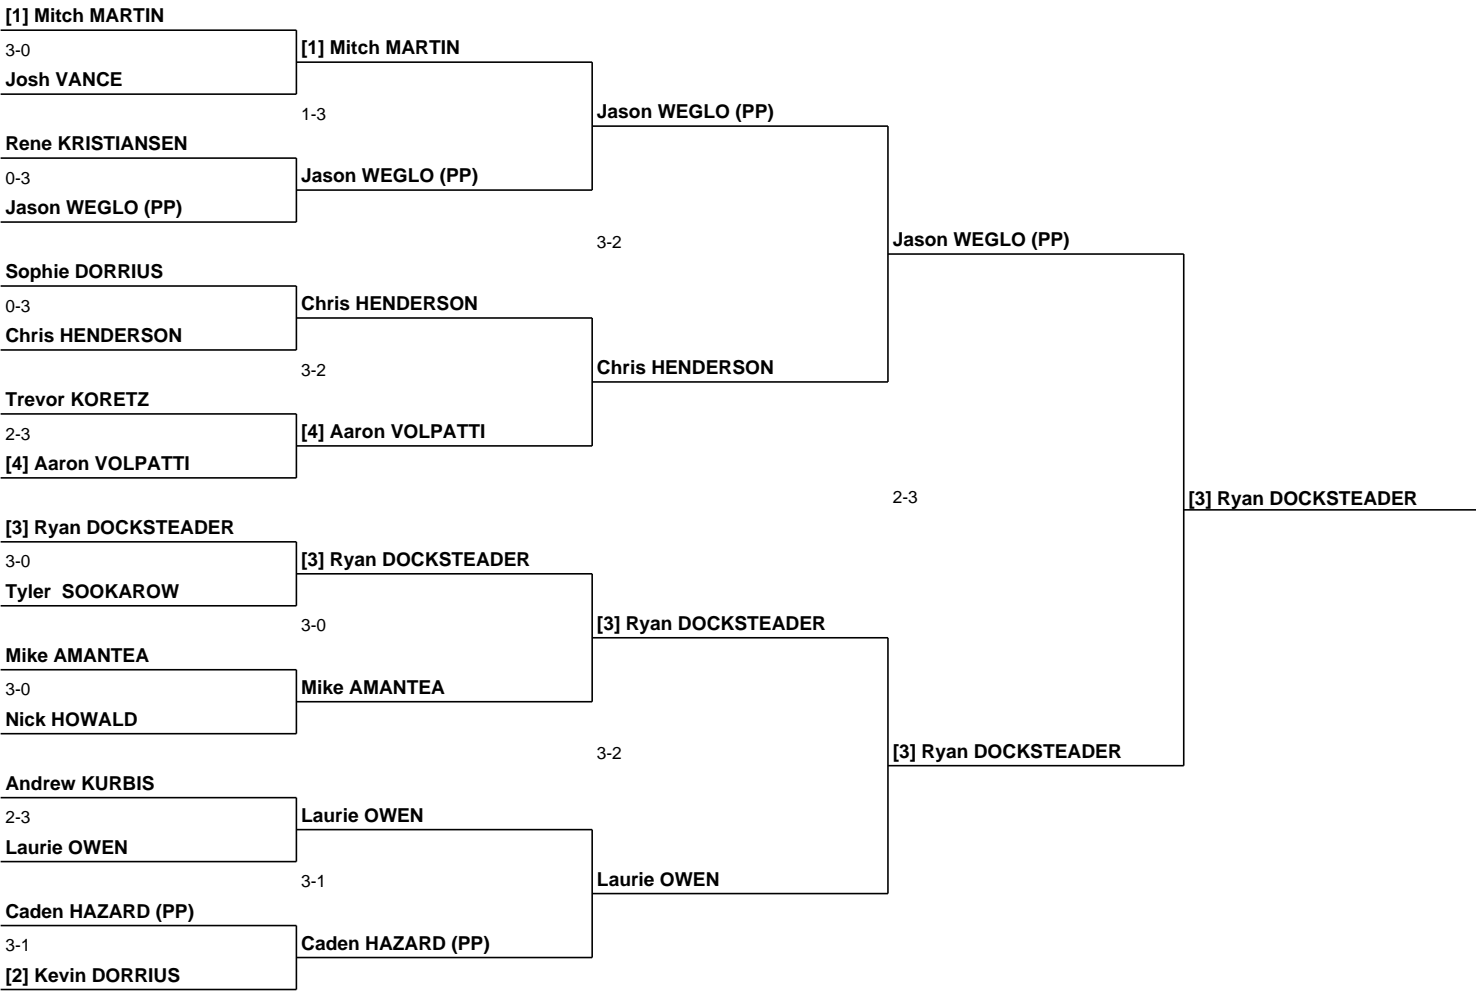 [1] Mitch MARTIN
3-0
Josh VANCE
Rene KRISTIANSEN
0-3
Jason WEGLO (PP)
Sophie DORRIUS
0-3
Chris HENDERSON
Trevor KORETZ
2-3
[4] Aaron VOLPATTI
[3] Ryan DOCKSTEADER
3-0
Tyler  SOOKAROW
Mike AMANTEA
3-0
Nick HOWALD
Andrew KURBIS
2-3
Laurie OWEN
Caden HAZARD (PP)
3-1
[2] Kevin DORRIUS
[1] Mitch MARTIN
1-3
Jason WEGLO (PP)
Chris HENDERSON
3-2
[4] Aaron VOLPATTI
[3] Ryan DOCKSTEADER
3-0
Mike AMANTEA
Laurie OWEN
3-1
Caden HAZARD (PP)
Jason WEGLO (PP)
3-2
Chris HENDERSON
[3] Ryan DOCKSTEADER
3-2
Laurie OWEN
Jason WEGLO (PP)
2-3
[3] Ryan DOCKSTEADER
[3] Ryan DOCKSTEADER